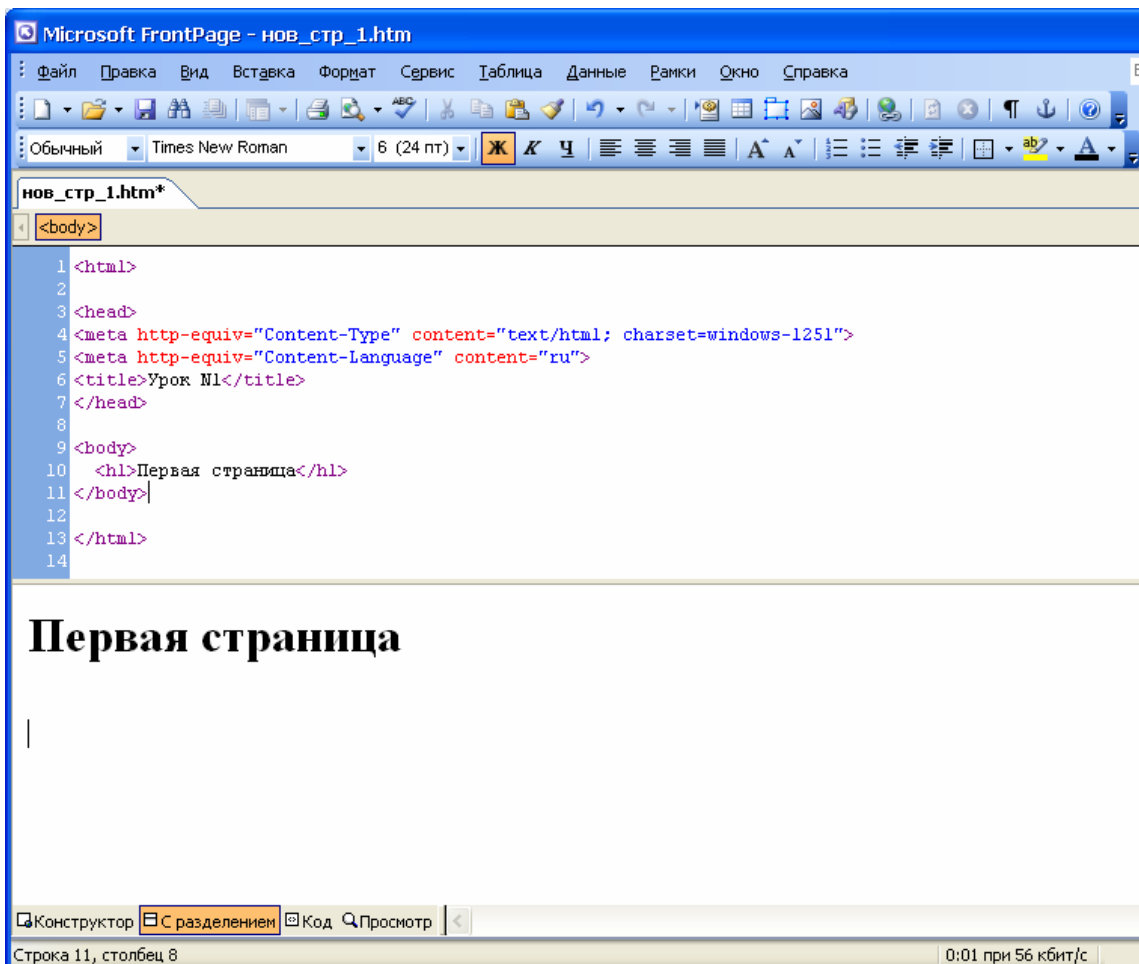 Microsoft FrontPage - нов_стр_1.htm
Файл Правка Вид Вставка Формат Сервис Таблица Данные Рамки Окно Справка
Обычный Times New Roman 6 (24 пт) Ж К Ч
нов_стр_1.htm*
<body>
1 <html>
2
3 <head>
4 <meta http-equiv="Content-Type" content="text/html; charset=windows-1251">
5 <meta http-equiv="Content-Language" content="ru">
6 <title>Урок N1</title>
7 </head>
8
9 <body>
10 <h1>Первая страница</h1>
11 </body>
12
13 </html>
14
Первая страница
Конструктор С разделением Код Просмотр
Строка 11, столбец 8 0:01 при 56 кбит/с